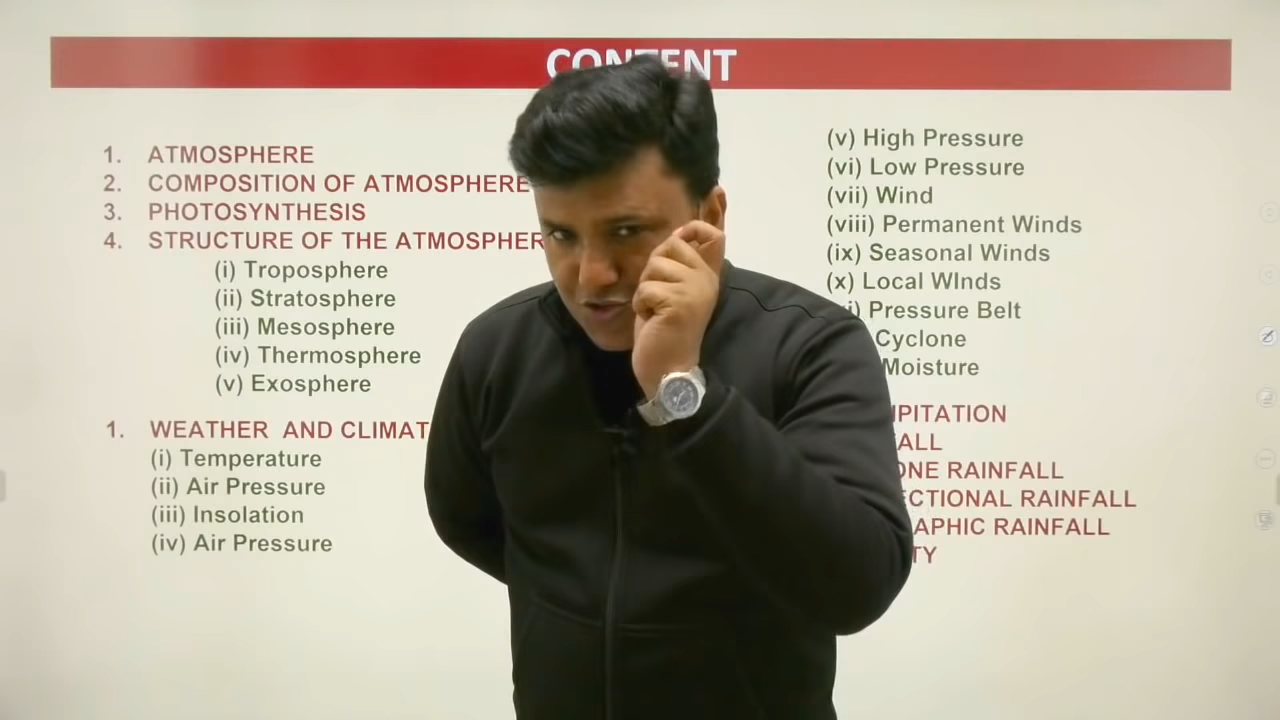 CONTENT
1. ATMOSPHERE
2. COMPOSITION OF ATMOSPHERE
3. PHOTOSYNTHESIS
4. STRUCTURE OF THE ATMOSPHER
(i) Troposphere
(ii) Stratosphere
(iii) Mesosphere
(iv) Thermosphere
(v) Exosphere
1. WEATHER AND CLIMAT
(i) Temperature
(ii) Air Pressure
(iii) Insolation
(iv) Air Pressure
(v) High Pressure
(vi) Low Pressure
(vii) Wind
(viii) Permanent Winds
(ix) Seasonal Winds
(x) Local WInds
Pressure Belt
Cyclone
Moisture
IPITATION
ALL
ONE RAINFALL
ECTIONAL RAINFALL
APHIC RAINFALL
TY